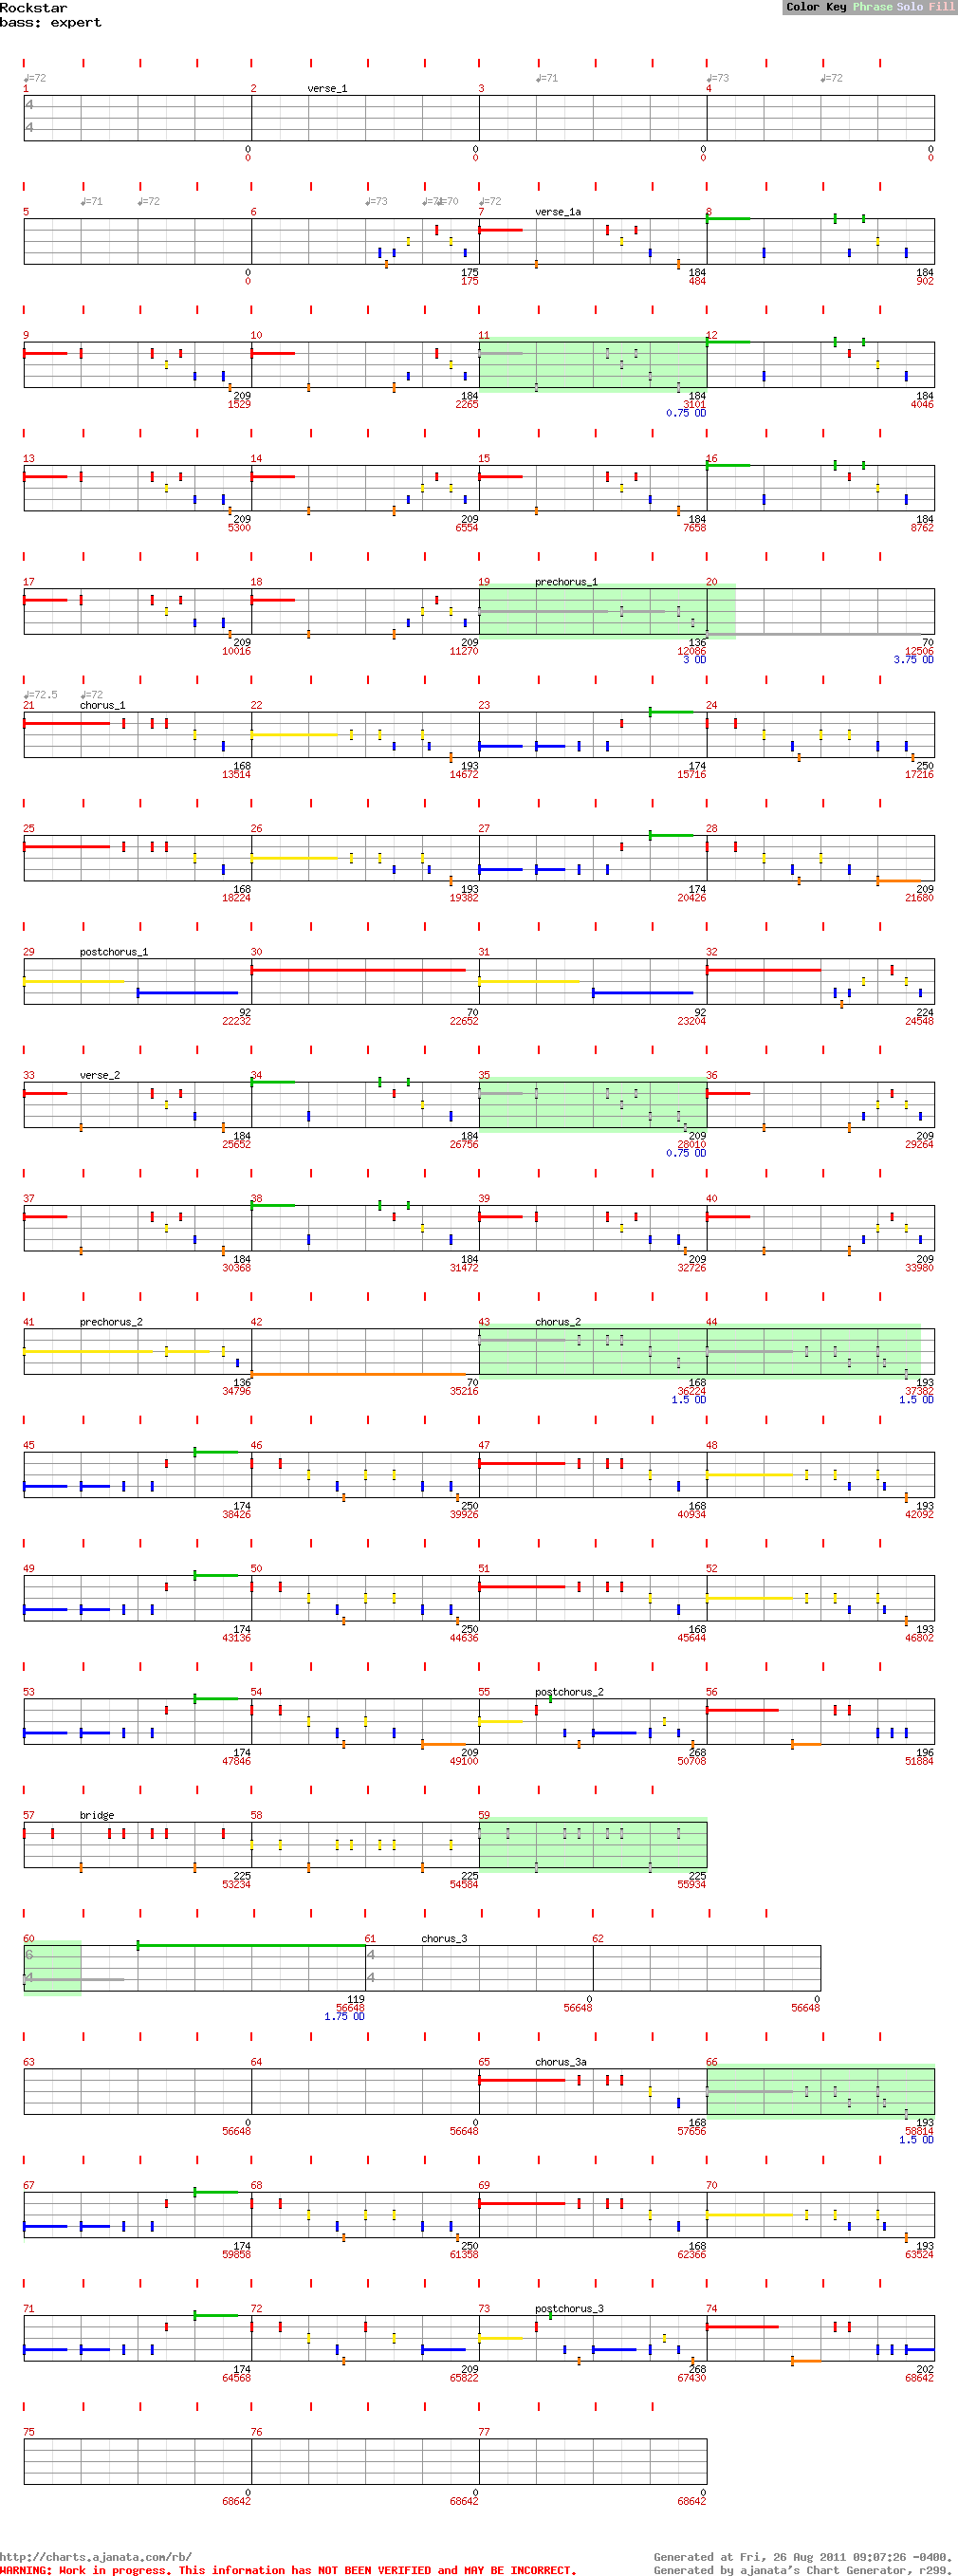 Rockstar
bass: expert
Color Key Phrase Solo Fill
♩=72 ♩=71 ♩=73 ♩=72
1 2 verse_1 3 4
4
4
0 0 0 0
0 0 0 0
♩=71 ♩=72 ♩=73 ♩=71 ♩=70 ♩=72
5 6 7 verse_1a 8
0 175 184 184
0 175 484 902
9 10 11 12
209 184 184 184
1529 2265 3101 4046
0.75 OD
13 14 15 16
209 209 184 184
5300 6554 7658 8762
17 18 19 prechorus_1 20
209 209 136 70
10016 11270 12086 12506
3 OD 3.75 OD
♩=72.5 ♩=72
21 chorus_1 22 23 24
168 193 174 250
13514 14672 15716 17216
25 26 27 28
168 193 174 209
18224 19382 20426 21680
29 postchorus_1 30 31 32
92 70 92 224
22232 22652 23204 24548
33 verse_2 34 35 36
184 184 209 209
25652 26756 28010 29264
0.75 OD
37 38 39 40
184 184 209 209
30368 31472 32726 33980
41 prechorus_2 42 43 chorus_2 44
136 70 168 193
34796 35216 36224 37382
1.5 OD 1.5 OD
45 46 47 48
174 250 168 193
38426 39926 40934 42092
49 50 51 52
174 250 168 193
43136 44636 45644 46802
53 54 55 postchorus_2 56
174 209 268 196
47846 49100 50708 51884
57 bridge 58 59
225 225 225
53234 54584 55934
60 61 chorus_3 62
6 4
4 4
119 0 0
56648 56648 56648
1.75 OD
63 64 65 chorus_3a 66
0 0 168 193
56648 56648 57656 58814
1.5 OD
67 68 69 70
174 250 168 193
59858 61358 62366 63524
71 72 73 postchorus_3 74
174 209 268 202
64568 65822 67430 68642
75 76 77
0 0 0
68642 68642 68642
http://charts.ajanata.com/rb/ Generated at Fri, 26 Aug 2011 09:07:26 -0400.
WARNING: Work in progress. This information has NOT BEEN VERIFIED and MAY BE INCORRECT. Generated by ajanata's Chart Generator, r299.